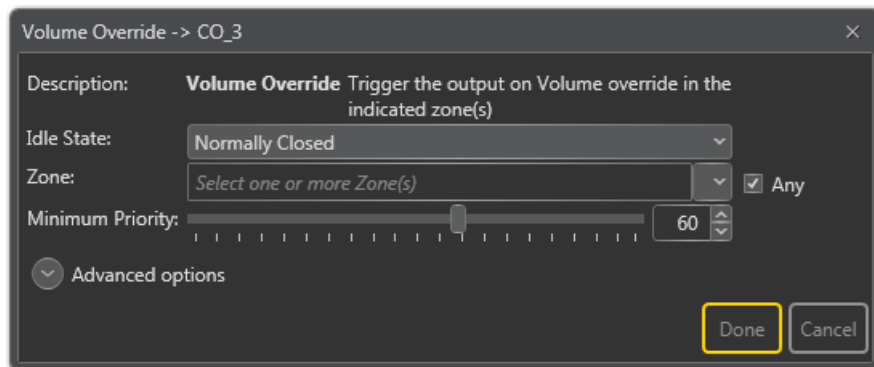 Volume Override -> CO_3
Description: Volume Override Trigger the output on Volume override in the
indicated zone(s)
Idle State: Normally Closed
Zone: Select one or more Zone(s) Any
Minimum Priority: 60
Advanced options
Done Cancel